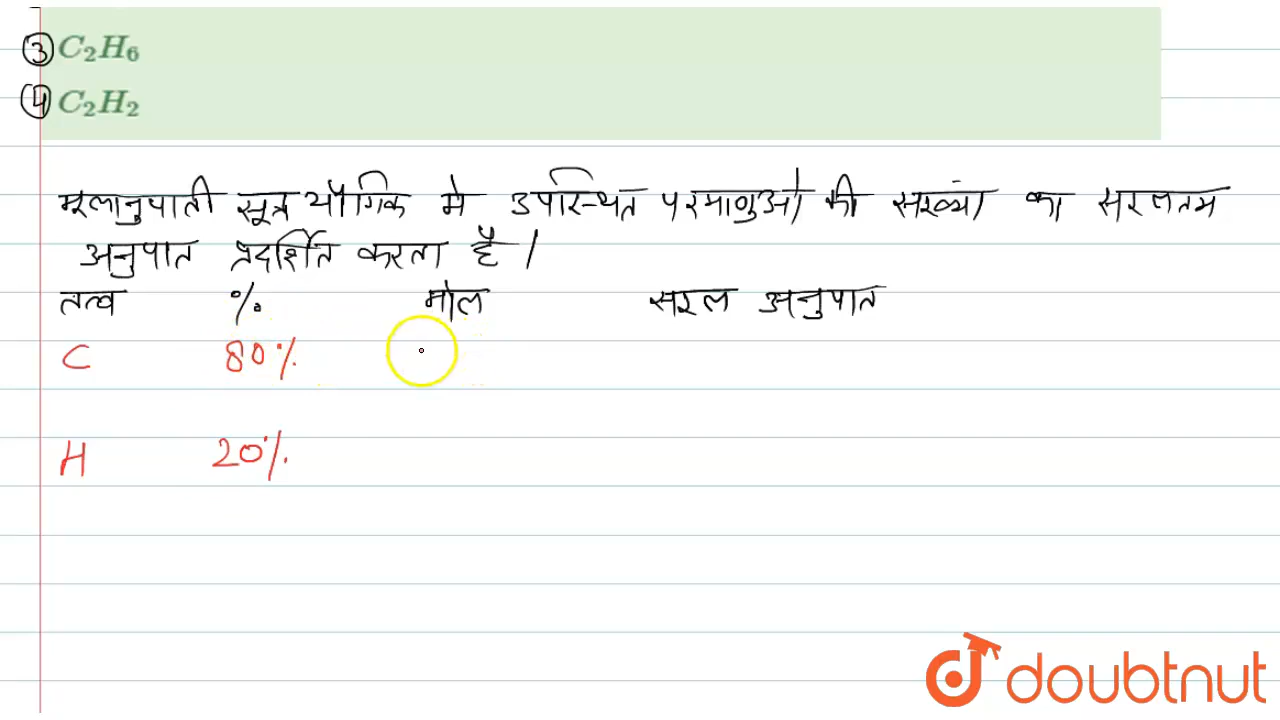 ③ C₂H₆
④ C₂H₂
मूलानुपाती सूत्र यौगिक मे उपस्थित परमाणुओ की संख्या का सरलतम
अनुपात प्रदर्शित करता है।
तत्व % मोल सरल अनुपात
C 80%
H 20%
doubtnut